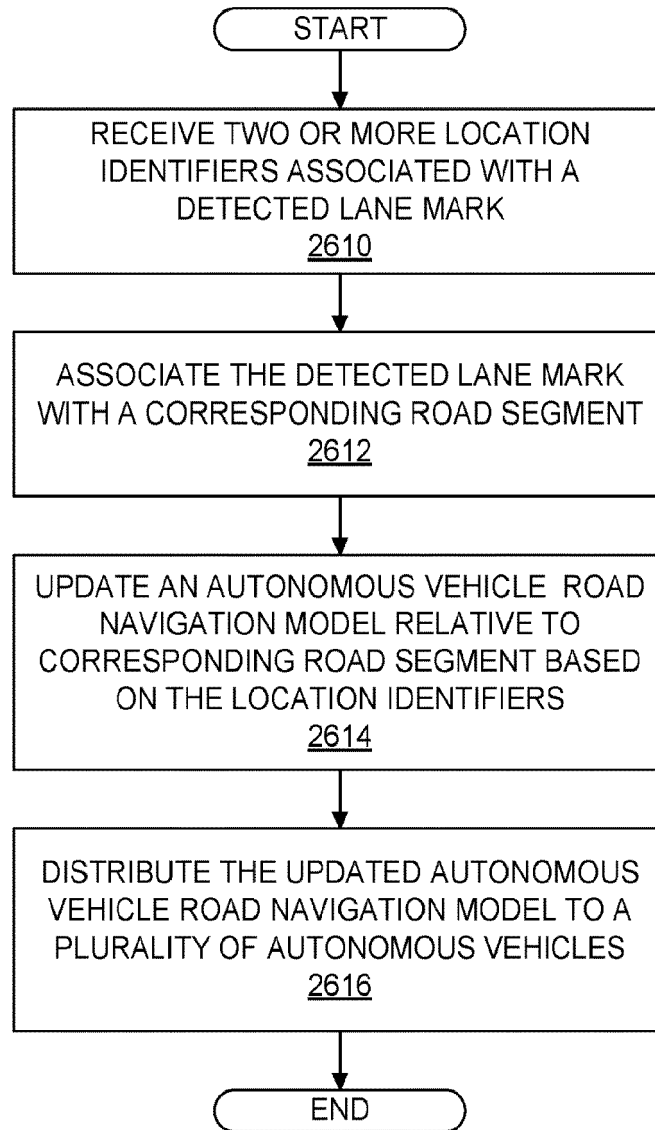 START
RECEIVE TWO OR MORE LOCATION
IDENTIFIERS ASSOCIATED WITH A
DETECTED LANE MARK
2610
ASSOCIATE THE DETECTED LANE MARK
WITH A CORRESPONDING ROAD SEGMENT
2612
UPDATE AN AUTONOMOUS VEHICLE ROAD
NAVIGATION MODEL RELATIVE TO
CORRESPONDING ROAD SEGMENT BASED
ON THE LOCATION IDENTIFIERS
2614
DISTRIBUTE THE UPDATED AUTONOMOUS
VEHICLE ROAD NAVIGATION MODEL TO A
PLURALITY OF AUTONOMOUS VEHICLES
2616
END